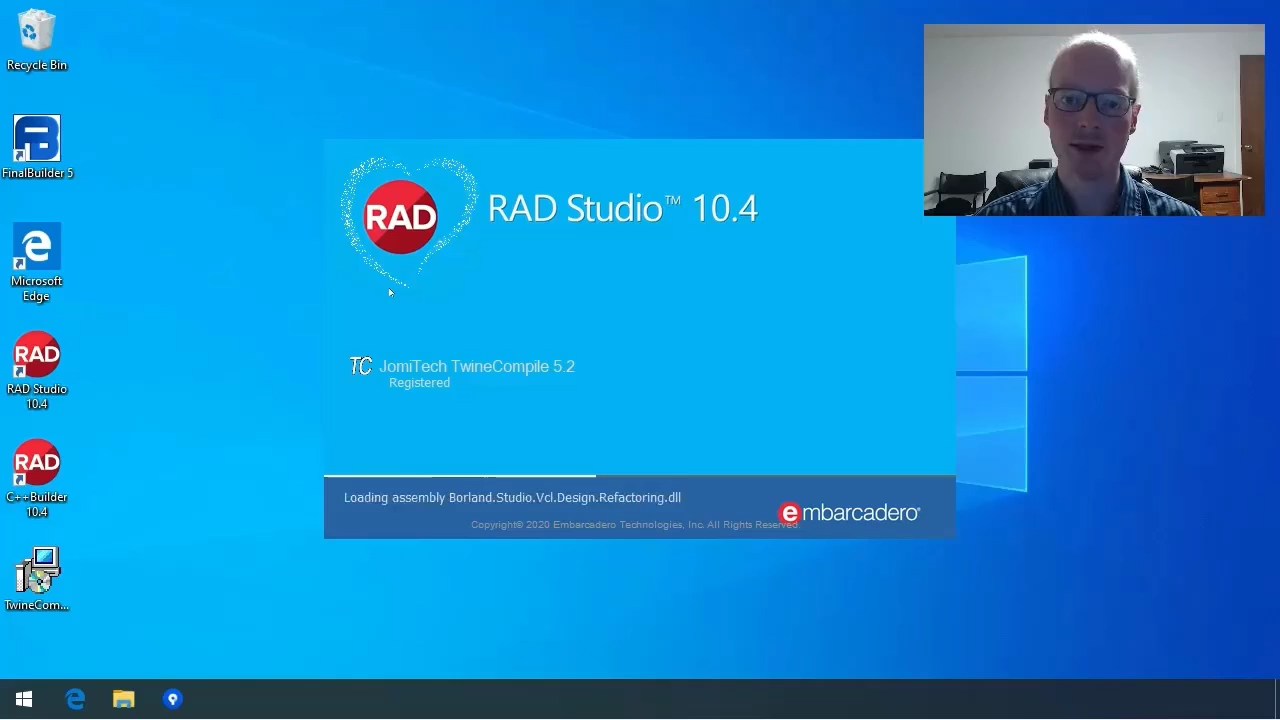 Recycle Bin
FinalBuilder 5
Microsoft
Edge
RAD
RAD Studio
10.4
RAD
C++Builder
10.4
TwineCom...
RAD
RAD Studio™ 10.4
TC JomiTech TwineCompile 5.2
Registered
Loading assembly Borland.Studio.Vcl.Design.Refactoring.dll
embarcadero®
Copyright© 2020 Embarcadero Technologies, Inc. All Rights Reserved.